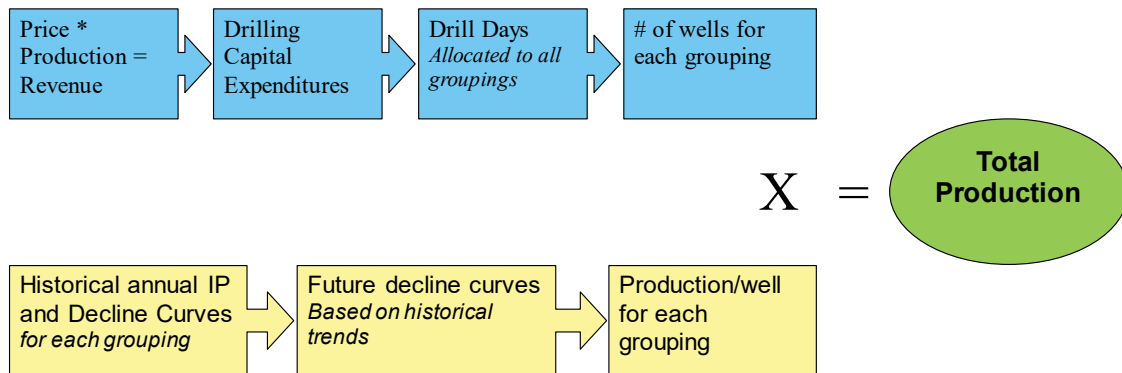 Price *
Production =
Revenue
Drilling
Capital
Expenditures
Drill Days
Allocated to all
groupings
# of wells for
each grouping
X
=
Total
Production
Historical annual IP
and Decline Curves
for each grouping
Future decline curves
Based on historical
trends
Production/well
for each
grouping